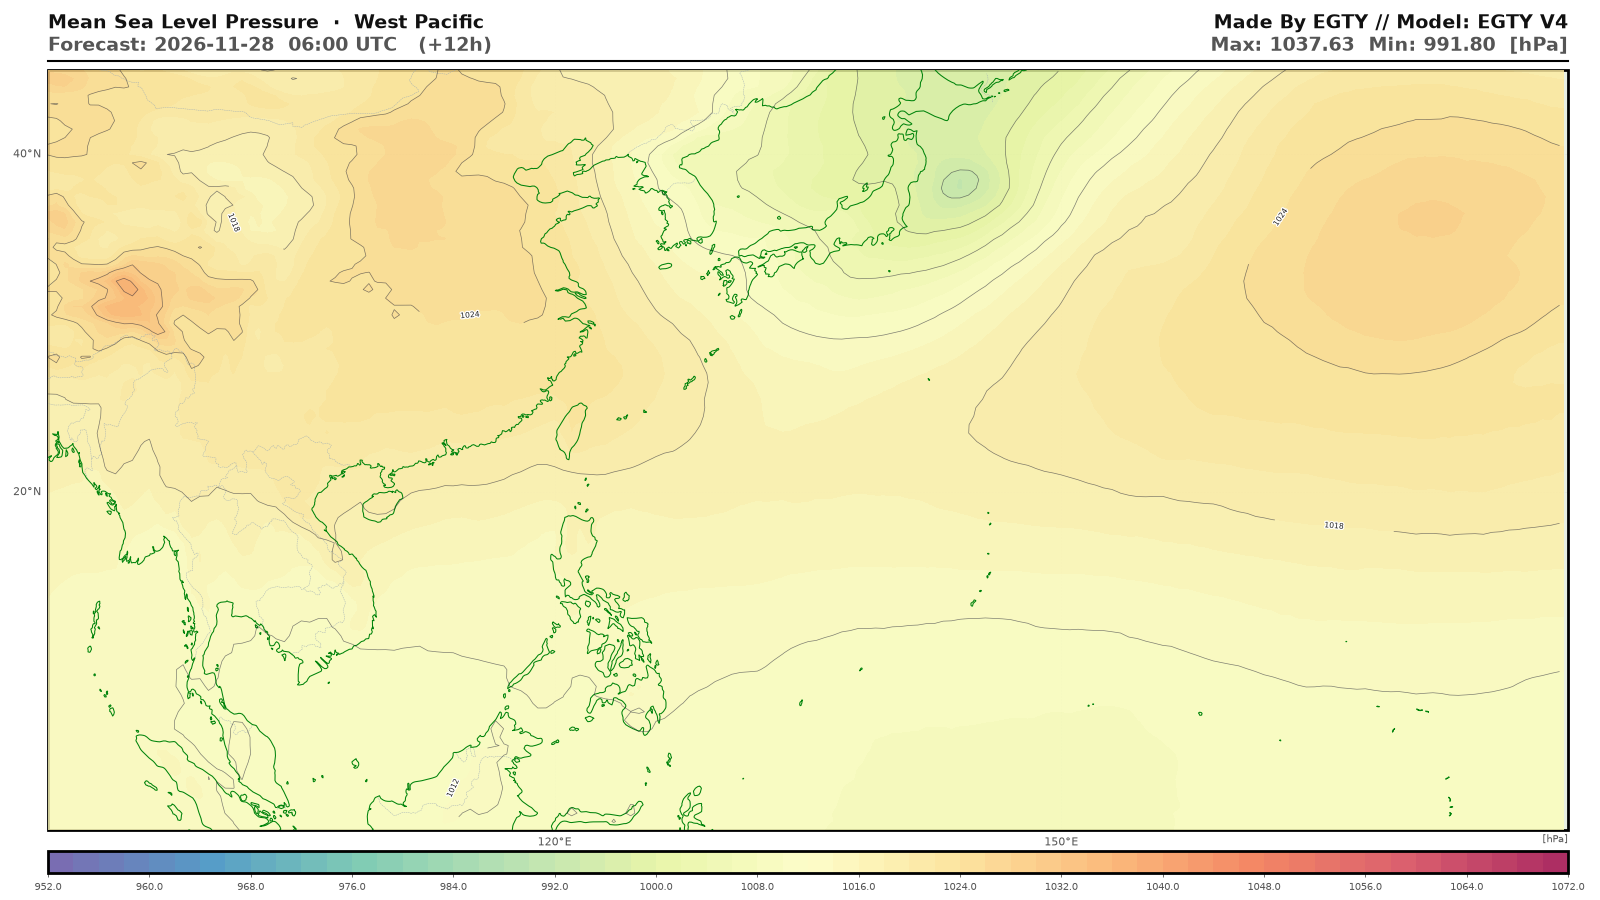 Mean Sea Level Pressure · West Pacific
Made By EGTY // Model: EGTY V4
Forecast: 2026-11-28 06:00 UTC (+12h)
Max: 1037.63 Min: 991.80 [hPa]
40°N
1018
1024
1024
20°N
1018
1012
120°E
150°E
[hPa]
952.0 960.0 968.0 976.0 984.0 992.0 1000.0 1008.0 1016.0 1024.0 1032.0 1040.0 1048.0 1056.0 1064.0 1072.0